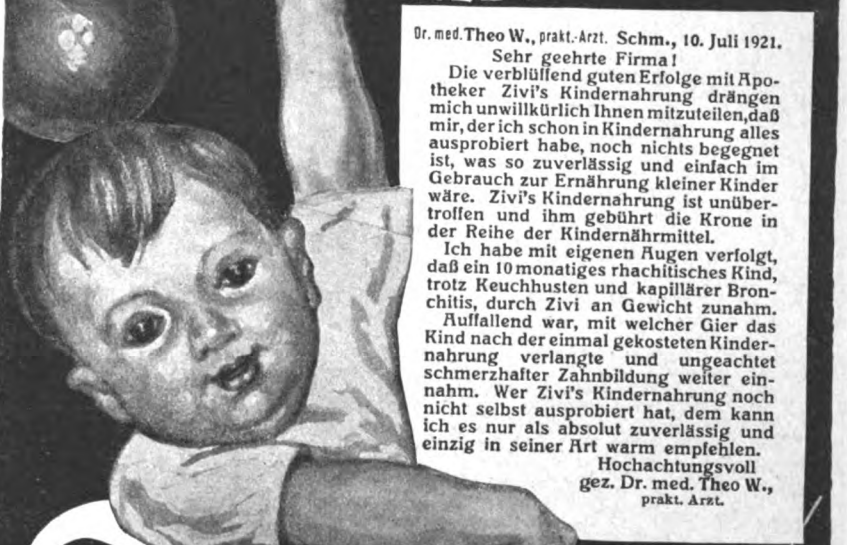 Dr. med. Theo W., prakt.-Arzt. Schm., 10. Juli 1921.
Sehr geehrte Firma!
Die verblüffend guten Erfolge mit Apo-
theker Zivi's Kindernahrung drängen
mich unwillkürlich Ihnen mitzuteilen, daß
mir, der ich schon in Kindernahrung alles
ausprobiert habe, noch nichts begegnet
ist, was so zuverlässig und einfach im
Gebrauch zur Ernährung kleiner Kinder
wäre. Zivi's Kindernahrung ist unüber-
troffen und ihm gebührt die Krone in
der Reihe der Kindernährmittel.
Ich habe mit eigenen Augen verfolgt,
daß ein 10 monatiges rhachitisches Kind,
trotz Keuchhusten und kapillärer Bron-
chitis, durch Zivi an Gewicht zunahm.
Auffallend war, mit welcher Gier das
Kind nach der einmal gekosteten Kinder-
nahrung verlangte und ungeachtet
schmerzhafter Zahnbildung weiter ein-
nahm. Wer Zivi's Kindernahrung noch
nicht selbst ausprobiert hat, dem kann
ich es nur als absolut zuverlässig und
einzig in seiner Art warm empfehlen.
Hochachtungsvoll
gez. Dr. med. Theo W.,
prakt. Arzt.